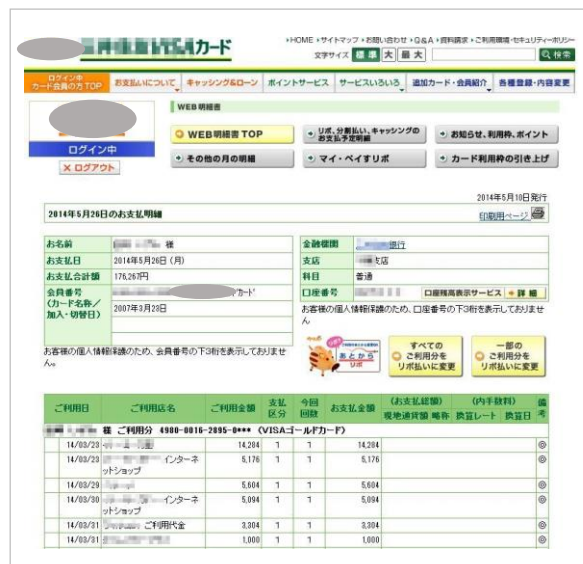 VISAカード
HOME サイトマップ お問い合わせ Q&A 資料請求 ご利用環境・セキュリティーポリシー
文字サイズ 標準 大 最大 検索
ログイン中
カード会員の方 TOP お支払いについて キャッシング&ローン ポイントサービス サービスいろいろ 追加カード・会員紹介 各種登録・内容変更
WEB明細書
WEB明細書TOP リボ、分割払い、キャッシングのお支払予定明細 お知らせ、利用枠、ポイント
ログイン中
その他の月の明細 マイ・ペイすリボ カード利用枠の引き上げ
× ログアウト
2014年5月10日発行
2014年5月26日のお支払明細 印刷用ページ
お名前 様 金融機関 銀行
お支払日 2014年5月26日(月) 支店 支店
お支払合計額 176,267円 科目 普通
会員番号 カード 口座番号 口座残高表示サービス 詳細
(カード名称/
加入・切替日) 2007年3月23日
お客様の個人情報保護のため、口座番号の下3桁を表示しておりません
お客様の個人情報保護のため、会員番号の下3桁を表示しておりません。
あとからリボ すべてのご利用分をリボ払いに変更 一部のご利用分をリボ払いに変更
ご利用日 ご利用店名 ご利用金額 支払区分 今回回数 お支払金額 (お支払総額) (内手数料) 備考
現地通貨額 略称 換算レート 換算日
様 ご利用分 4980-0016-2895-0*** (VISAゴールドカード)
14/03/23 14,284 1 1 14,284 ◎
14/03/23 インターネットショップ 5,176 1 1 5,176 ◎
14/03/29 5,604 1 1 5,604 ◎
14/03/30 インターネットショップ 5,094 1 1 5,094 ◎
14/03/31 ご利用代金 3,304 1 1 3,304 ◎
14/03/31 1,000 1 1 1,000 ◎